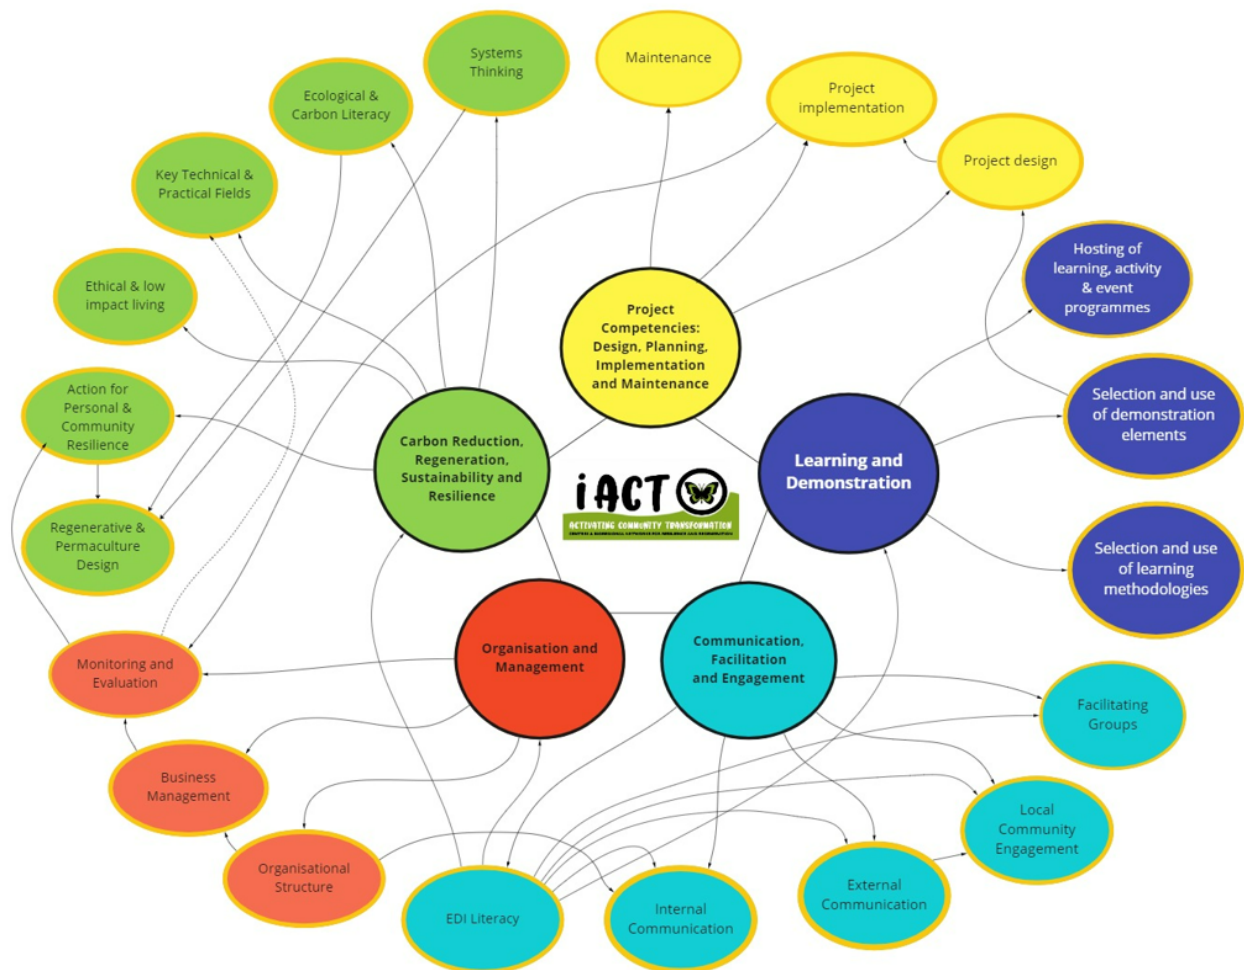 Systems
Thinking
Maintenance
Project
implementation
Ecological &
Carbon Literacy
Project design
Key Technical &
Practical Fields
Hosting of
learning, activity
& event
programmes
Ethical & low
impact living
Project
Competencies:
Design, Planning,
Implementation
and Maintenance
Action for
Personal &
Community
Resilience
Selection and use
of demonstration
elements
Carbon Reduction,
Regeneration,
Sustainability and
Resilience
Learning and
Demonstration
iACT
ACTIVATING COMMUNITY TRANSFORMATION
Regenerative &
Permaculture
Design
Selection and use
of learning
methodologies
Organisation and
Management
Communication,
Facilitation
and Engagement
Monitoring and
Evaluation
Facilitating
Groups
Business
Management
Local
Community
Engagement
Organisational
Structure
EDI Literacy
Internal
Communication
External
Communication